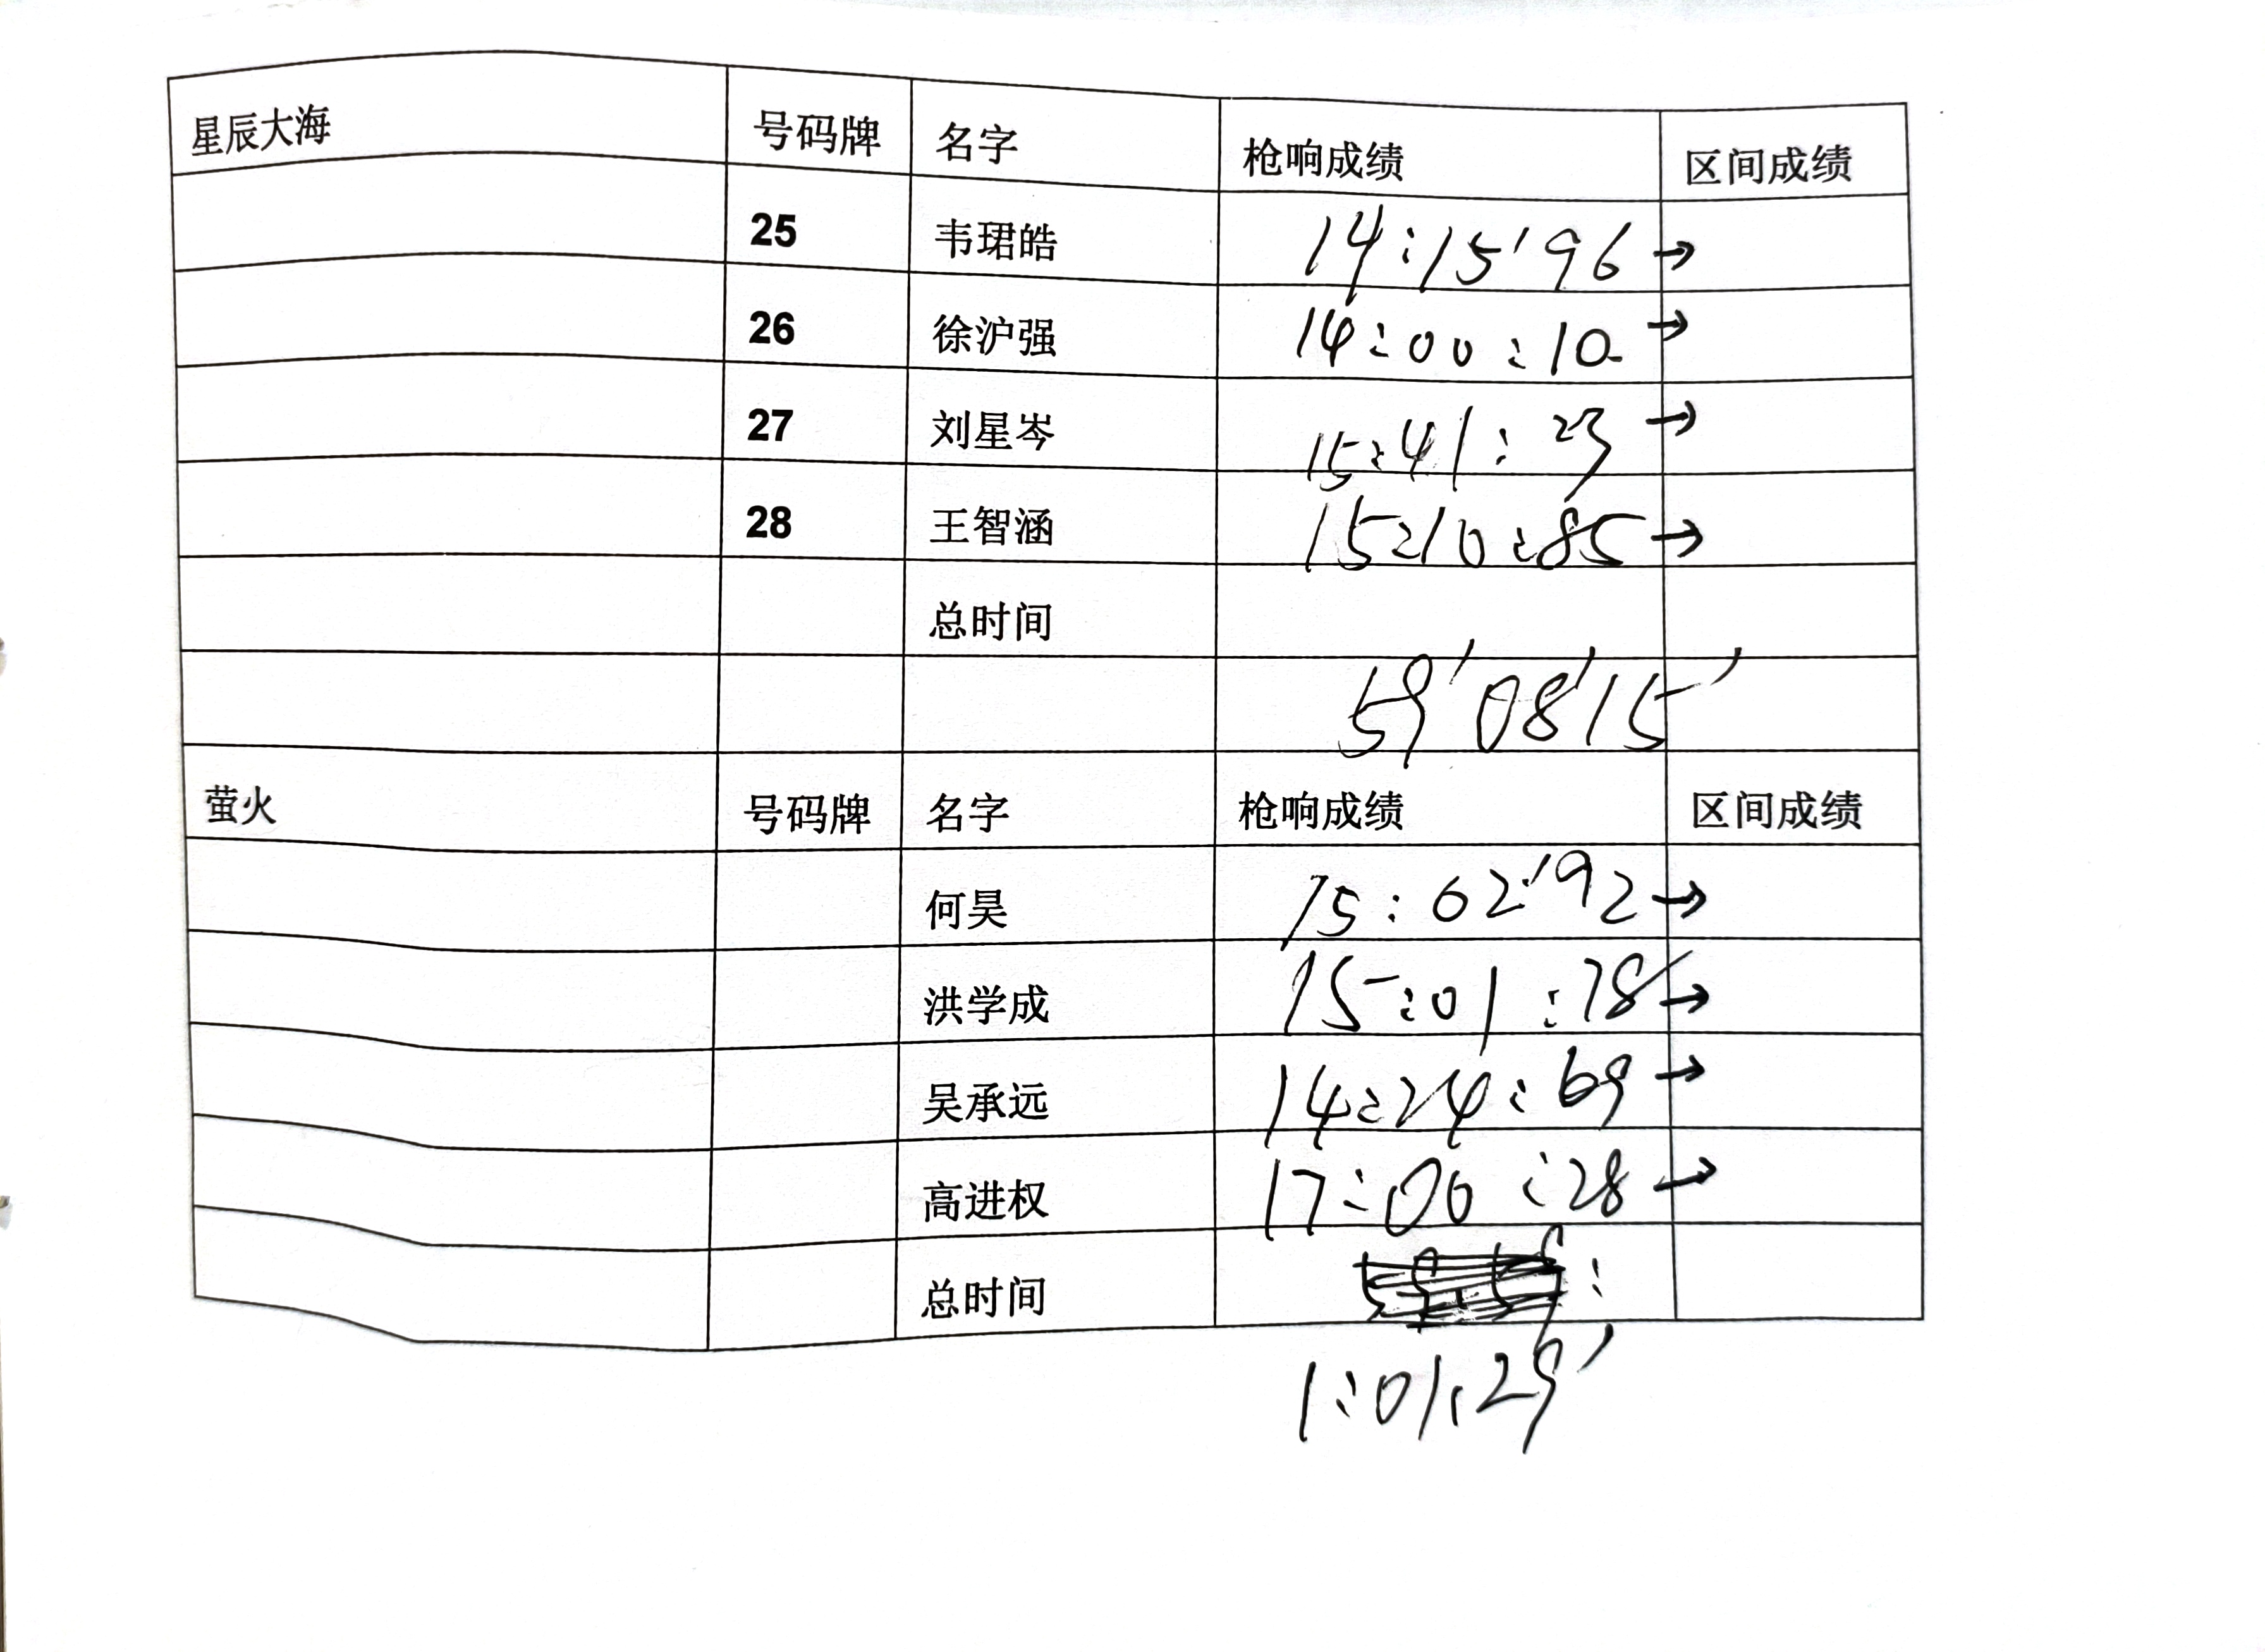 星辰大海 号码牌 名字 枪响成绩 区间成绩
25 韦珺皓 14:15'96 →
26 徐沪强 14:00:10 →
27 刘星岑 15:41:23 →
28 王智涵 15:10:85 →
总时间
59'08'15'
萤火 号码牌 名字 枪响成绩 区间成绩
何昊 15:02:'92 →
洪学成 15:01:78 →
吴承远 14:24:69 →
高进权 17:00:28 →
总时间 :
1:01:29'